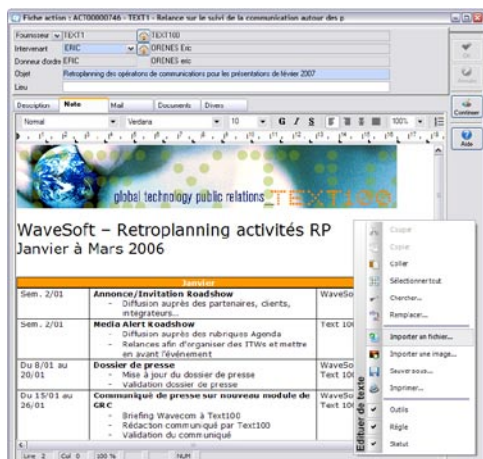 Fiche action : ACT00000746 - TEXT1 - Relance sur le suivi de la communication autour des p
Fournisseur TEXT1 TEXT100
Intervenant ERIC ORENES Eric
Donneur d'ordre ERIC ORENES eric
Objet Retroplanning des opérations de communications pour les présentations de février 2007
Lieu
OK
Annuler
Continuer
Aide
Description Note Mail Documents Divers
Normal Verdana 10 G I S 100%
global technology public relations TEXT100
WaveSoft – Retroplanning activités RP
Janvier à Mars 2006
Janvier
Sem. 2/01 Annonce/Invitation Roadshow WaveSo
- Diffusion auprès des partenaires, clients,
intégrateurs...
Sem. 2/01 Media Alert Roadshow Text 100
- Diffusion auprès des rubriques Agenda
- Relances afin d'organiser des ITWs et mettre
en avant l'événement
Du 8/01 au Dossier de presse WaveSo
20/01 - Mise à jour du dossier de presse Text 100
- Validation dossier de presse
Du 15/01 au Communiqué de presse sur nouveau module de WaveSo
26/01 GRC Text 100
- Briefing Wavecom à Text100
- Rédaction communiqué par Text100
- Validation du communiqué
Couper
Copier
Coller
Sélectionner tout
Chercher...
Remplacer...
Importer un fichier...
Importer une image...
Sauver sous...
Imprimer...
Outils
Règle
Statut
Edituer de texte
Line 2 Col 0 100 % NUM